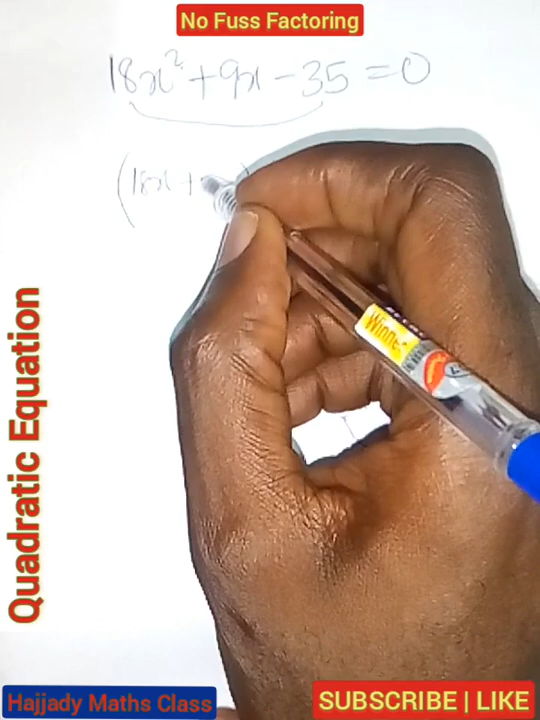 No Fuss Factoring
18x² + 9x - 35 = 0
(18x +
Winner
Quadratic Equation
Hajjady Maths Class
SUBSCRIBE | LIKE